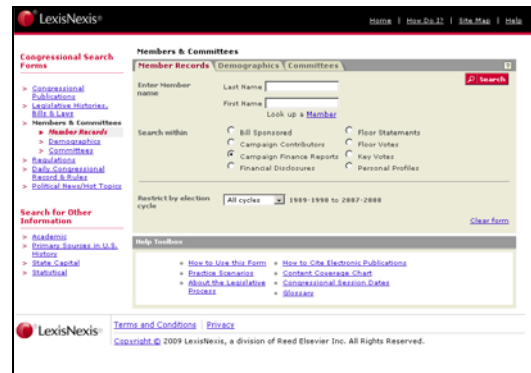 LexisNexis®
Home | How Do I? | Site Map | Help
Congressional Search
Forms
> Congressional
Publications
> Legislative Histories,
Bills & Laws
> Members & Committees
» Member Records
» Demographics
» Committees
> Regulations
> Daily Congressional
Record & Rules
> Political News/Hot Topics
Search for Other
Information
> Academic
> Primary Sources in U.S.
History
> State Capital
> Statistical
Members & Committees
Member Records Demographics Committees ?
Search
Enter Member
name
Last Name
First Name
Look up a Member
Search within
Bill Sponsored Floor Statements
Campaign Contributors Floor Votes
Campaign Finance Reports Key Votes
Financial Disclosures Personal Profiles
Restrict by election
cycle
All cycles 1989-1990 to 2007-2008
Clear form
Help Toolbox
How to Use this Form How to Cite Electronic Publications
Practice Scenarios Content Coverage Chart
About the Legislative Congressional Session Dates
Process Glossary
LexisNexis®
Terms and Conditions | Privacy
Copyright © 2009 LexisNexis, a division of Reed Elsevier Inc. All Rights Reserved.